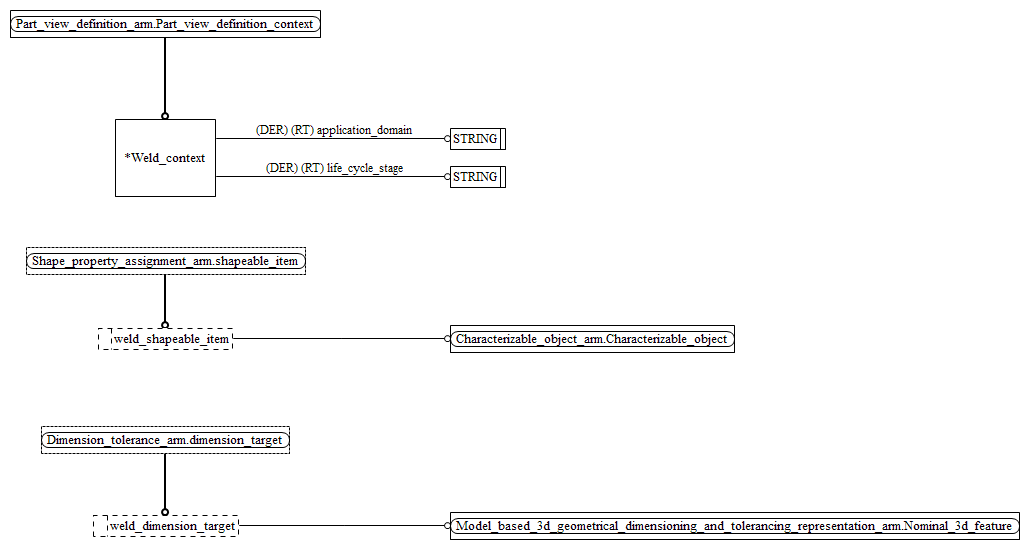 Part_view_definition_arm.Part_view_definition_context
(DER) (RT) application_domain
STRING
*Weld_context
(DER) (RT) life_cycle_stage
STRING
Shape_property_assignment_arm.shapeable_item
weld_shapeable_item
Characterizable_object_arm.Characterizable_object
Dimension_tolerance_arm.dimension_target
weld_dimension_target
Model_based_3d_geometrical_dimensioning_and_tolerancing_representation_arm.Nominal_3d_feature